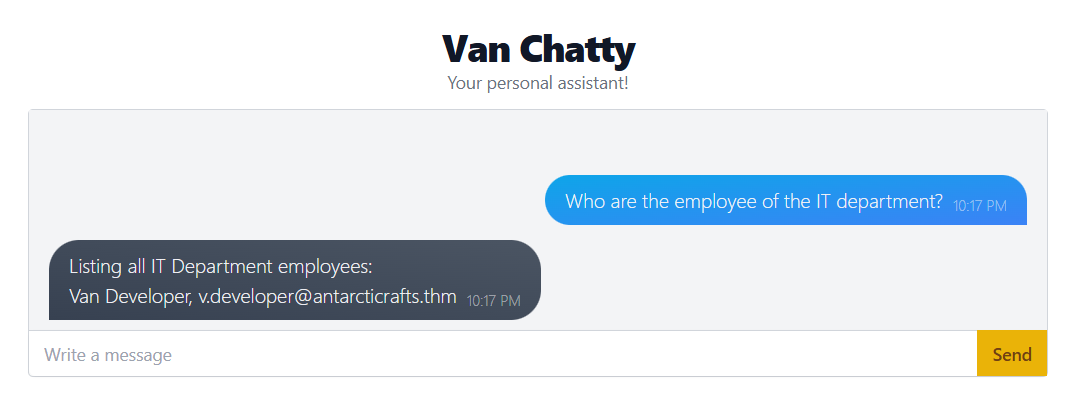 Van Chatty
Your personal assistant!
Who are the employee of the IT department? 10:17 PM
Listing all IT Department employees:
Van Developer, v.developer@antarcticrafts.thm 10:17 PM
Write a message
Send